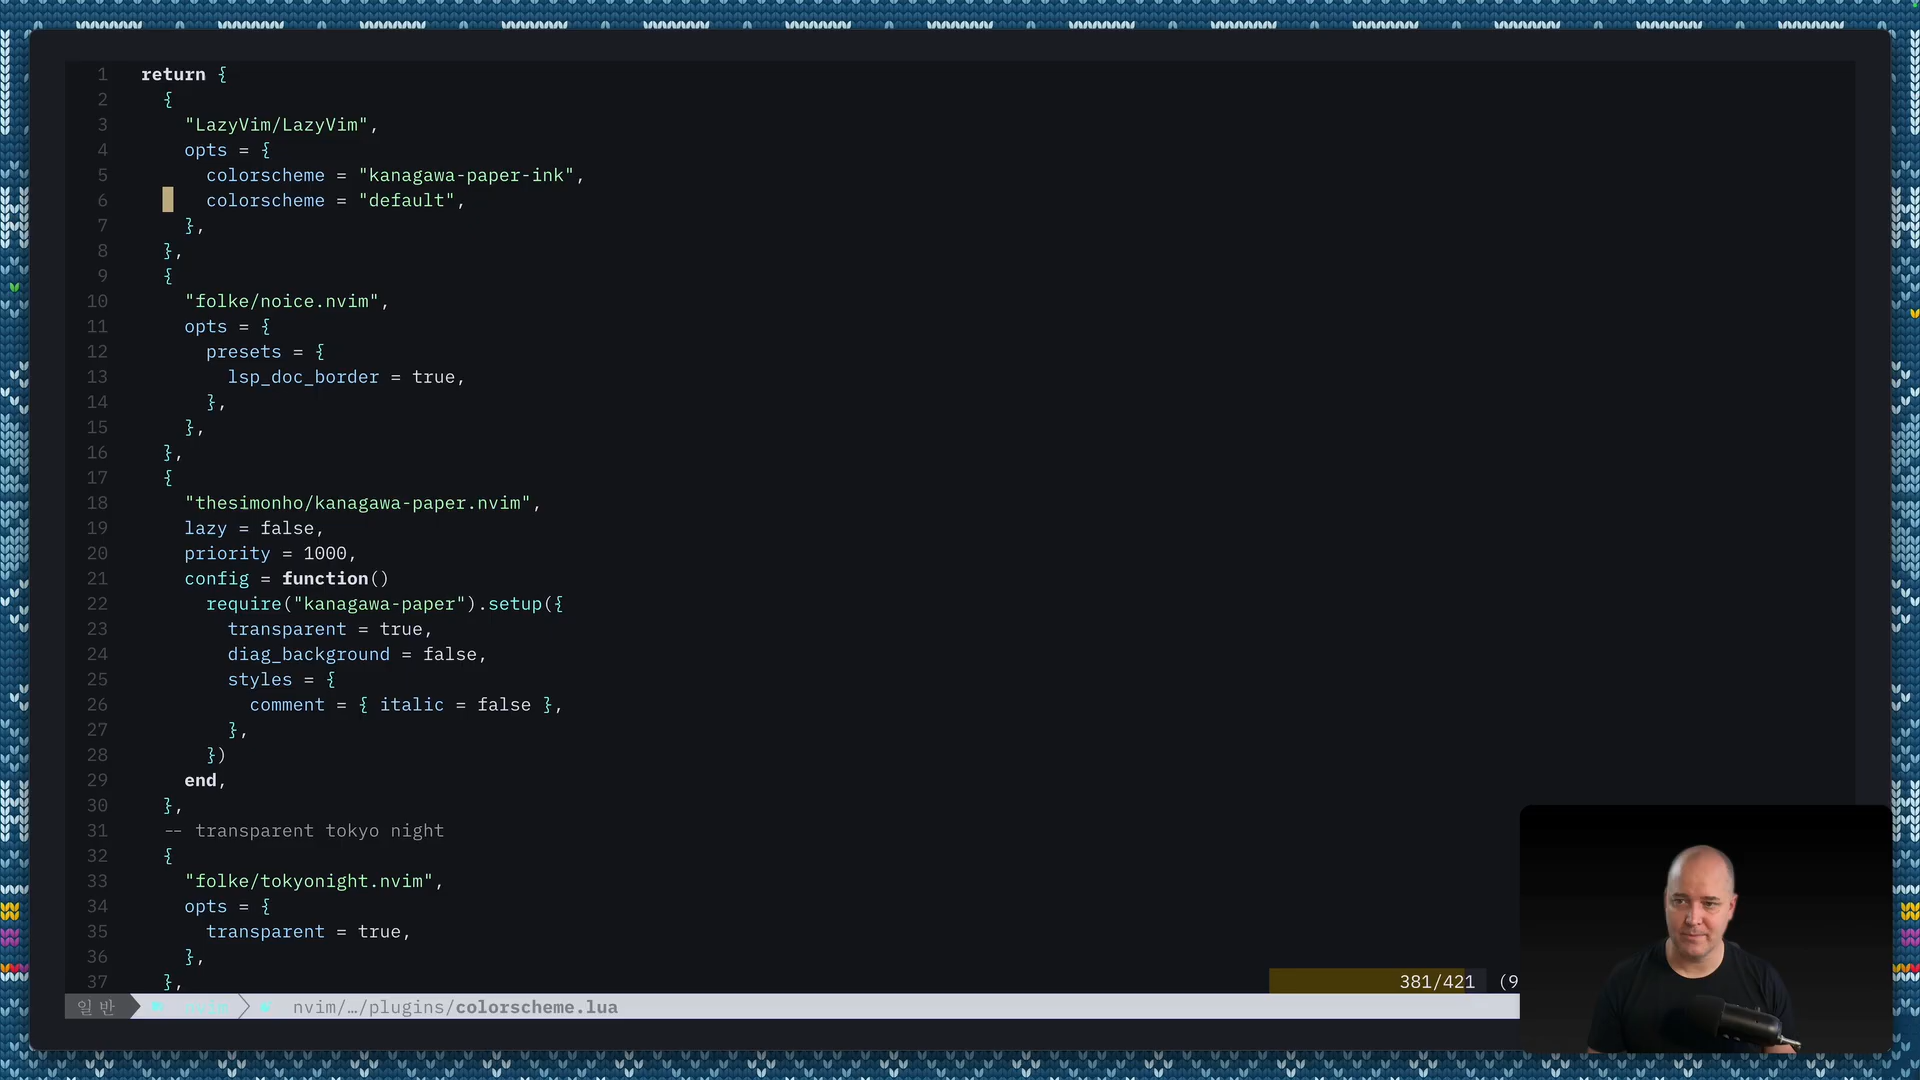 1 return {
2 {
3 "LazyVim/LazyVim",
4 opts = {
5 colorscheme = "kanagawa-paper-ink",
6 colorscheme = "default",
7 },
8 },
9 {
10 "folke/noice.nvim",
11 opts = {
12 presets = {
13 lsp_doc_border = true,
14 },
15 },
16 },
17 {
18 "thesimonho/kanagawa-paper.nvim",
19 lazy = false,
20 priority = 1000,
21 config = function()
22 require("kanagawa-paper").setup({
23 transparent = true,
24 diag_background = false,
25 styles = {
26 comment = { italic = false },
27 },
28 })
29 end,
30 },
31 -- transparent tokyo night
32 {
33 "folke/tokyonight.nvim",
34 opts = {
35 transparent = true,
36 },
37 },
381/421 (9
일반 nvim/…/plugins/colorscheme.lua